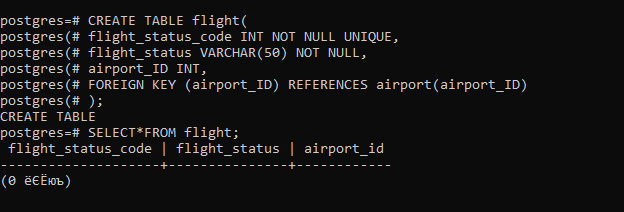 postgres=# CREATE TABLE flight(
postgres(# flight_status_code INT NOT NULL UNIQUE,
postgres(# flight_status VARCHAR(50) NOT NULL,
postgres(# airport_ID INT,
postgres(# FOREIGN KEY (airport_ID) REFERENCES airport(airport_ID)
postgres(# );
CREATE TABLE
postgres=# SELECT*FROM flight;
 flight_status_code | flight_status | airport_id
--------------------+---------------+------------
(0 ёЄЁюъ)